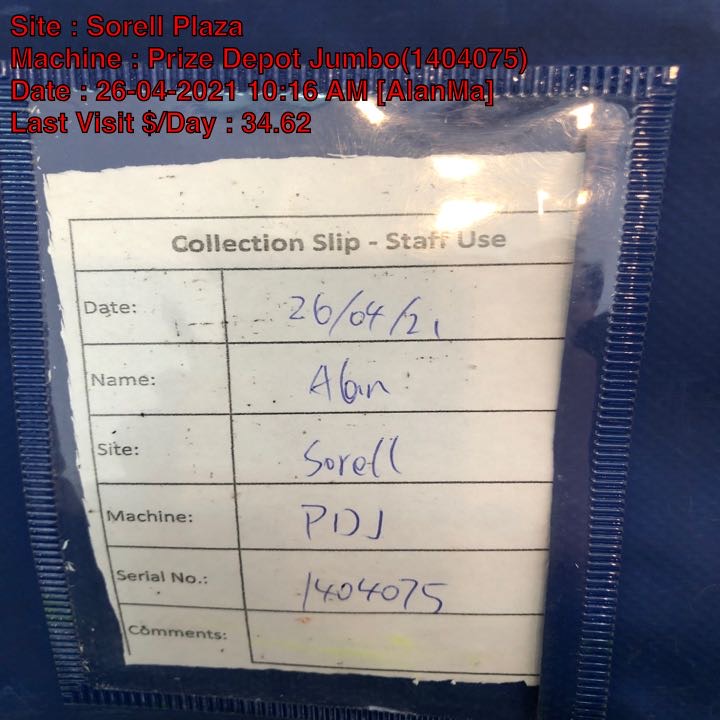 Site : Sorell Plaza
Machine : Prize Depot Jumbo(1404075)
Date : 26-04-2021 10:16 AM [AlanMa]
Last Visit $/Day : 34.62
Collection Slip - Staff Use
Date: 26/04/21
Name: Alan
Site: Sorell
Machine: PDJ
Serial No.: 1404075
Comments: